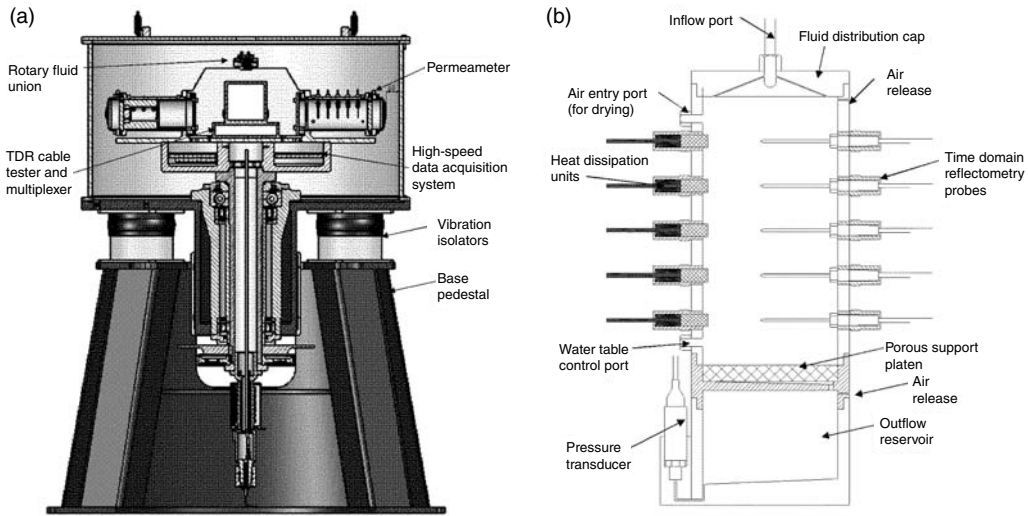 (a)
Rotary fluid
union
Permeameter
TDR cable
tester and
multiplexer
High-speed
data acquisition
system
Vibration
isolators
Base
pedestal
(b)
Inflow port
Fluid distribution cap
Air entry port
(for drying)
Air
release
Heat dissipation
units
Time domain
reflectometry
probes
Water table
control port
Porous support
platen
Air
release
Pressure
transducer
Outflow
reservoir